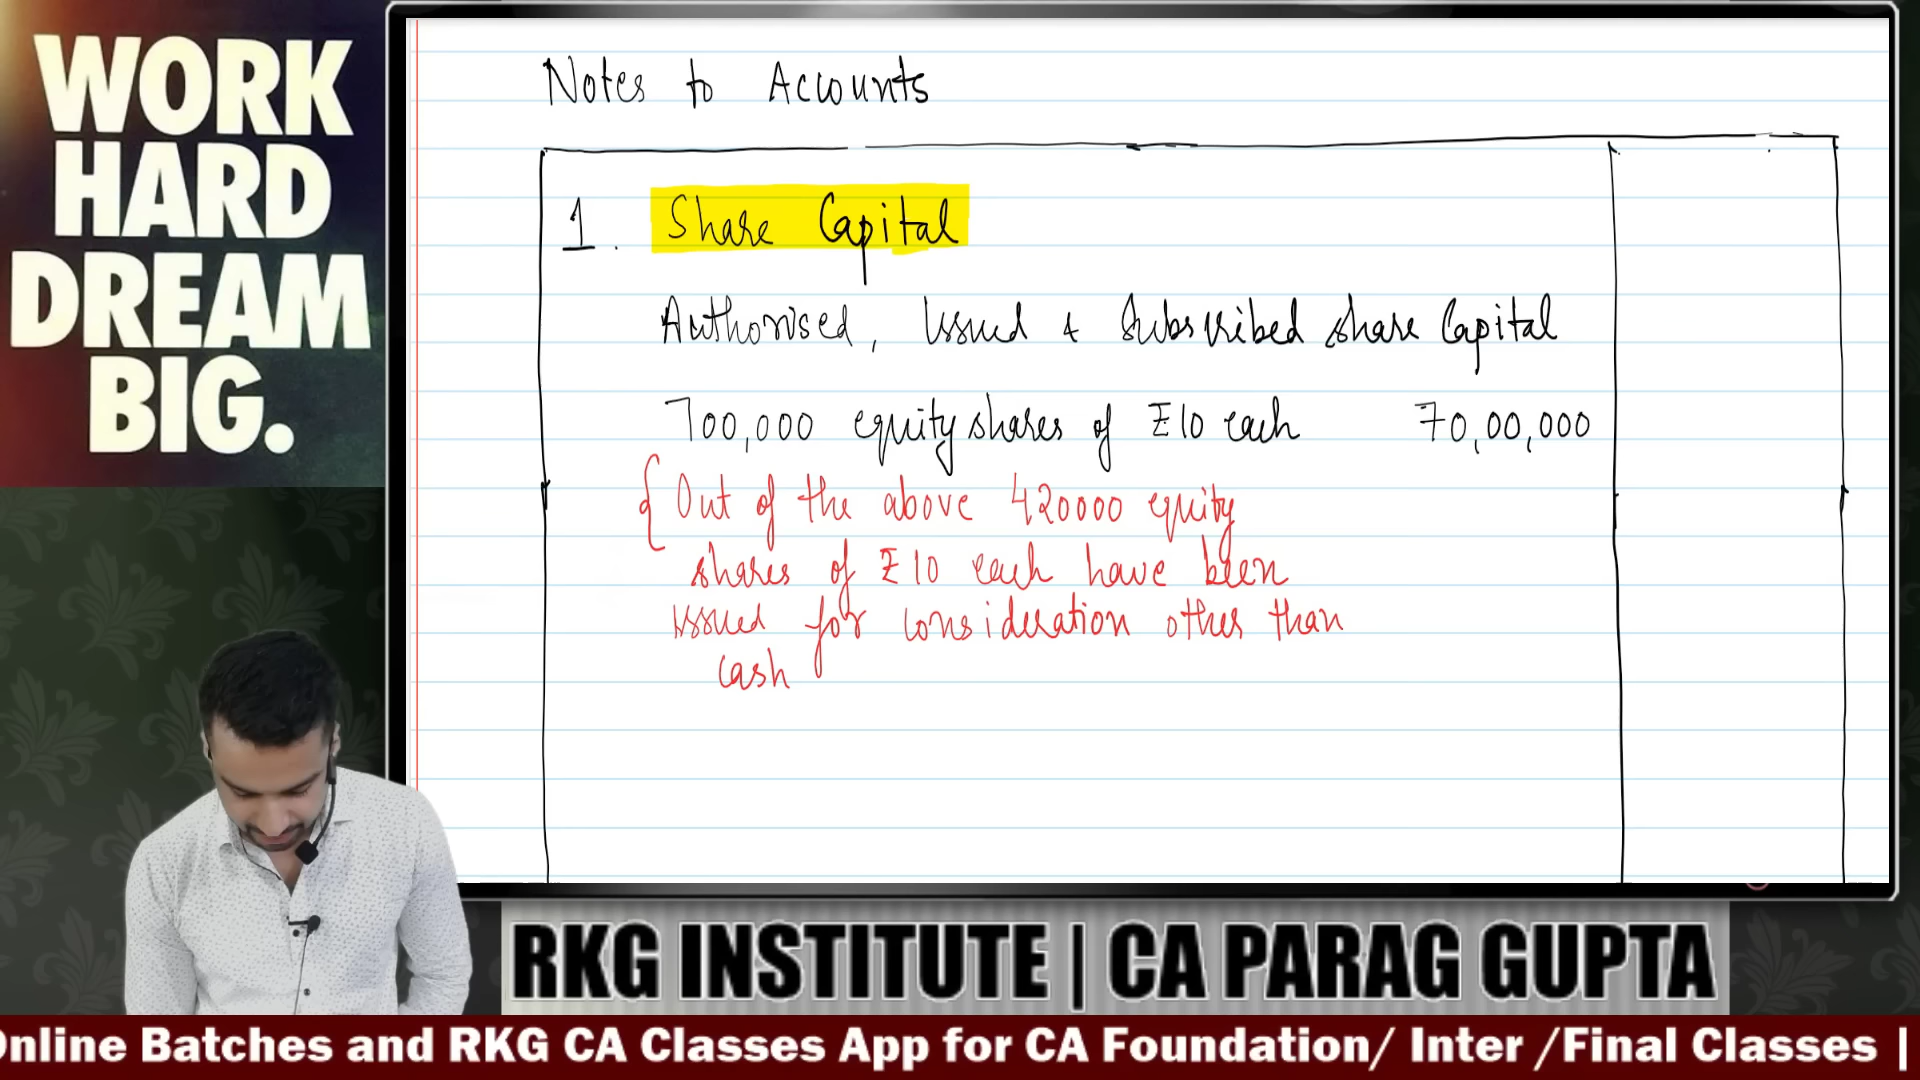 WORK
HARD
DREAM
BIG.
Notes to Accounts
1. Share Capital
Authorised, Issued & Subscribed share Capital
700,000 equity shares of ₹10 each 70,00,000
{ Out of the above 420000 equity
shares of ₹10 each have been
issued for consideration other than
cash
RKG INSTITUTE | CA PARAG GUPTA
Online Batches and RKG CA Classes App for CA Foundation/ Inter /Final Classes |